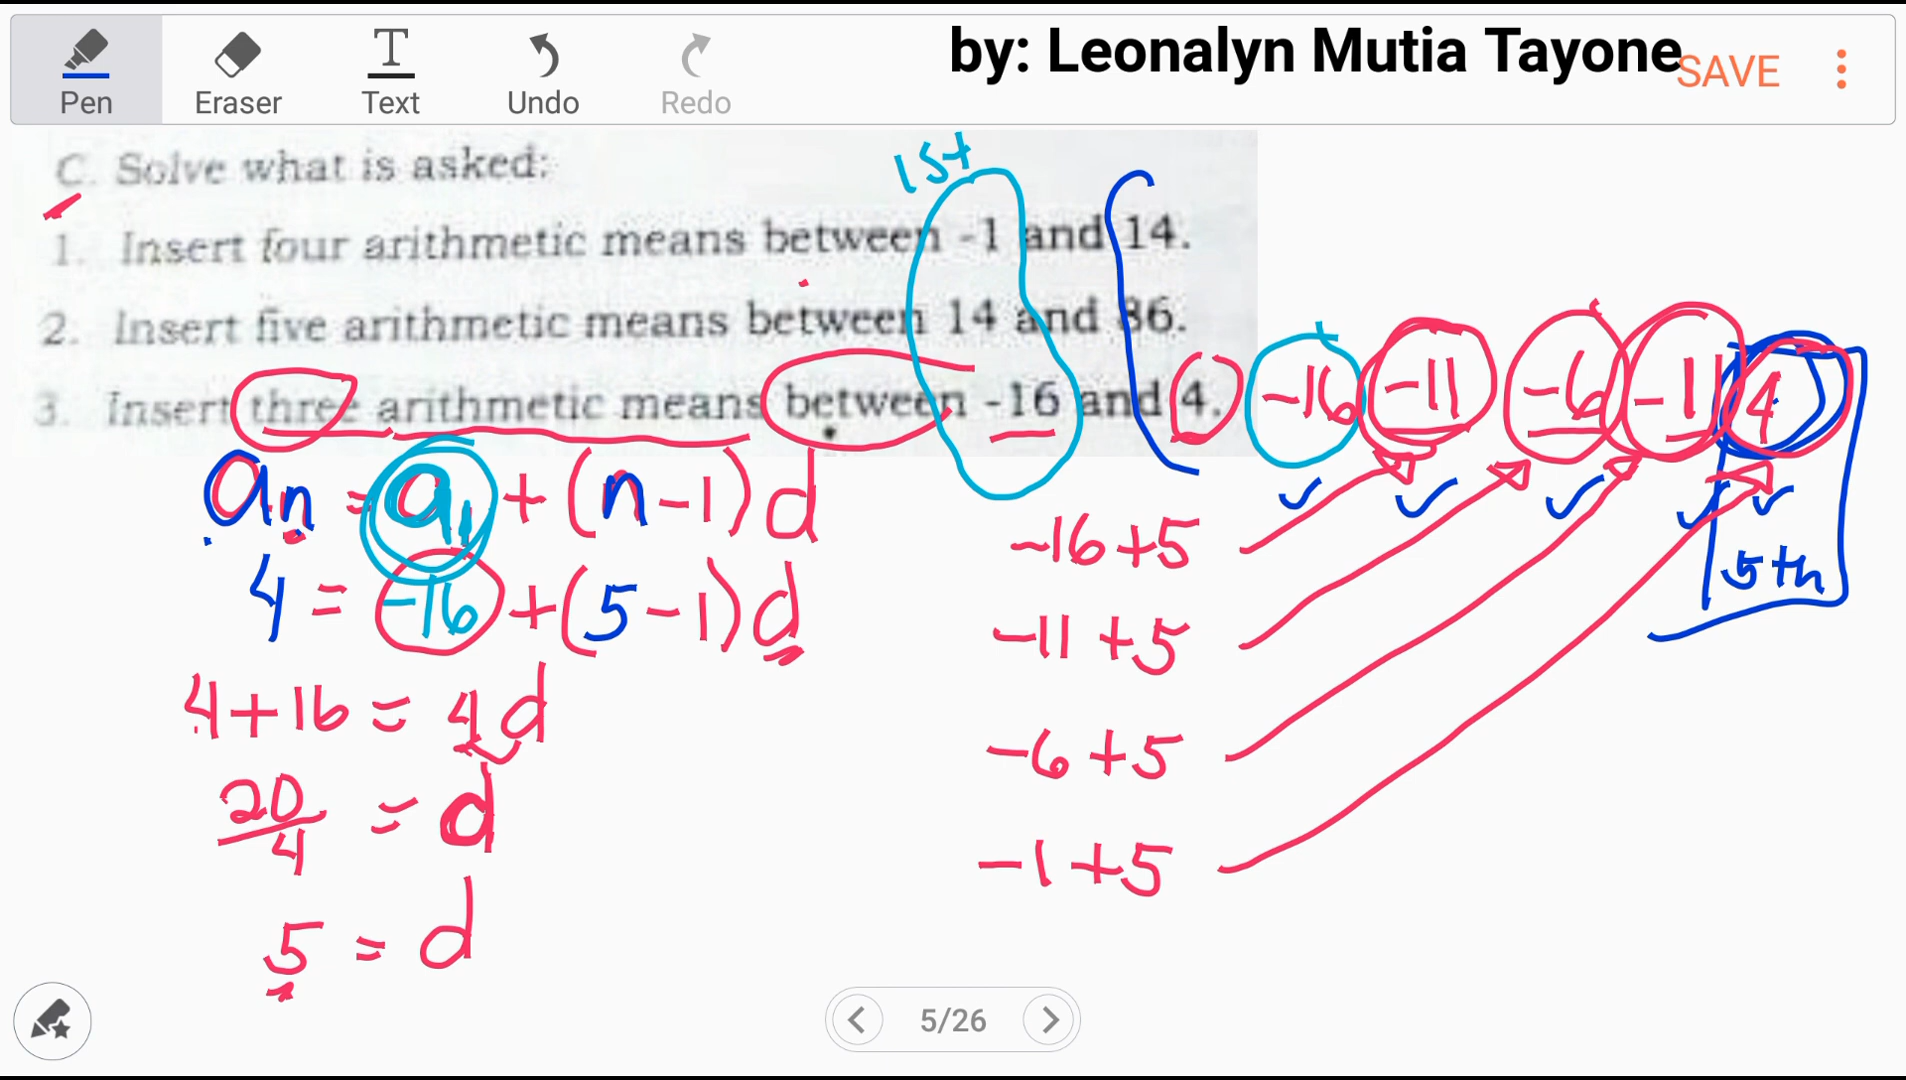 by: Leonalyn Mutia Tayone
SAVE
Pen
Eraser
Text
Undo
Redo
C. Solve what is asked:
1st
1. Insert four arithmetic means between -1 and 14.
2. Insert five arithmetic means between 14 and 86.
3. Insert three arithmetic means between -16 and 4.
-16 -11 -6 -1 4
5th
an = a1 + (n-1)d
4 = -16 + (5-1)d
4+16 = 4d
20/4 = d
5 = d
-16+5
-11+5
-6+5
-1+5
5/26